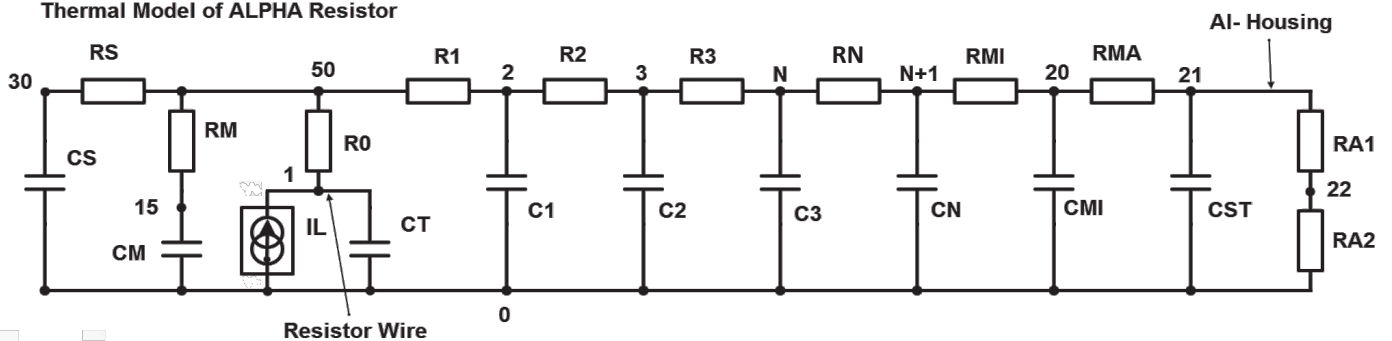 Thermal Model of ALPHA Resistor
Al- Housing
30
RS
50
R1
2
R2
3
R3
N
RN
N+1
RMI
20
RMA
21
CS
RM
R0
RA1
15
1
22
CM
IL
CT
C1
C2
C3
CN
CMI
CST
RA2
0
Resistor Wire